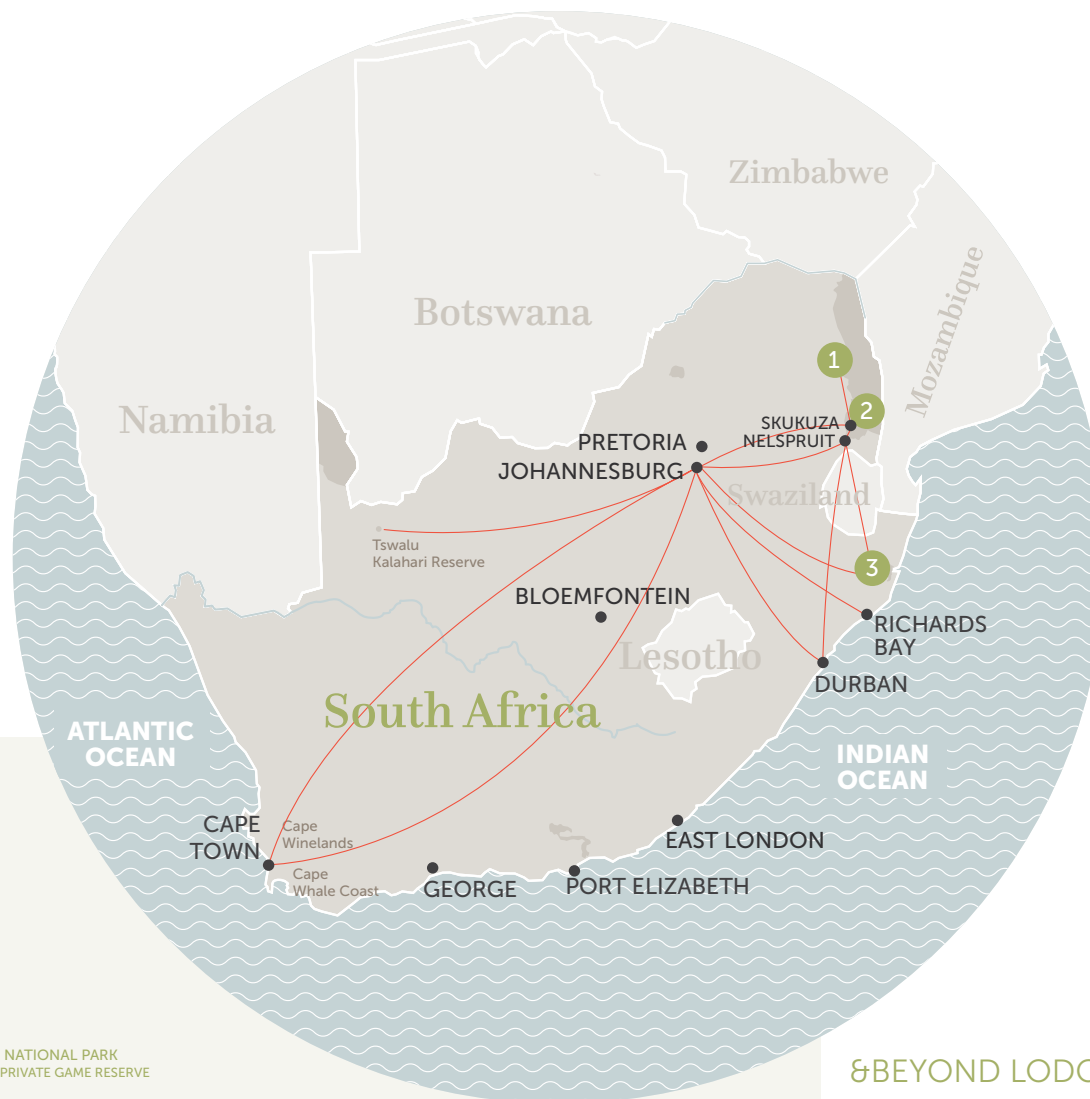 Zimbabwe
Mozambique
Botswana
Namibia
1
2
SKUKUZA
NELSPRUIT
PRETORIA
JOHANNESBURG
Swaziland
Tswalu
Kalahari Reserve
3
BLOEMFONTEIN
RICHARDS
BAY
Lesotho
DURBAN
South Africa
ATLANTIC
OCEAN
INDIAN
OCEAN
CAPE
TOWN
Cape
Winelands
EAST LONDON
Cape
Whale Coast
GEORGE
PORT ELIZABETH
NATIONAL PARK
PRIVATE GAME RESERVE
&BEYOND